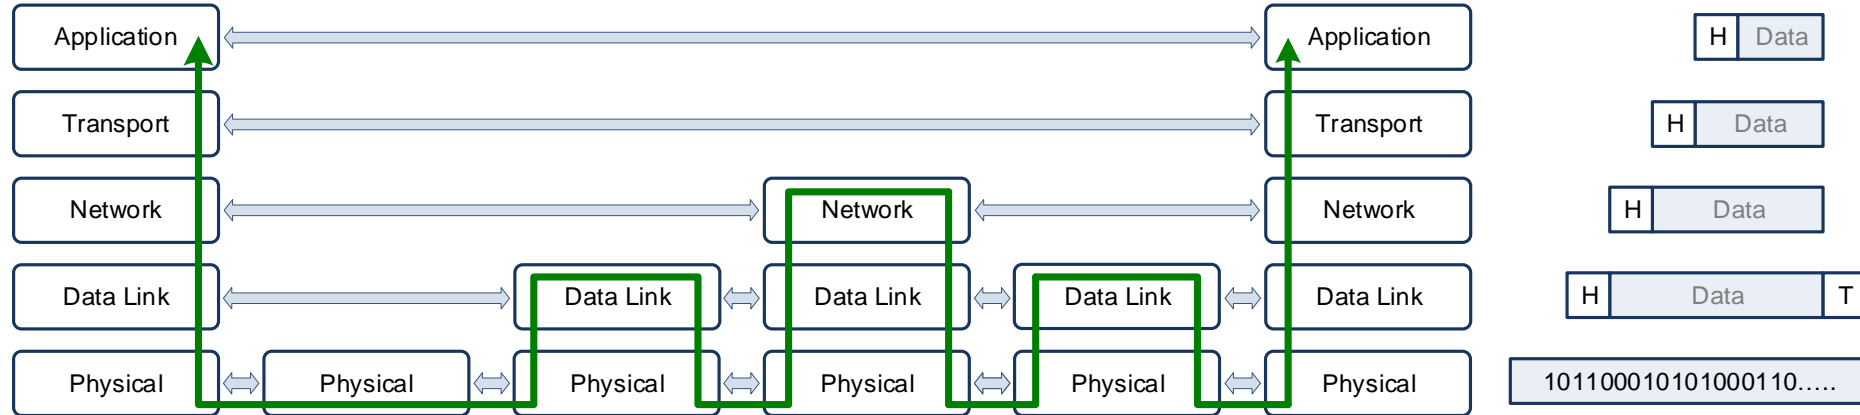 Application Application H Data
Transport Transport H Data
Network Network Network H Data
Data Link Data Link Data Link Data Link Data Link H Data T
Physical Physical Physical Physical Physical Physical 101100010101000110.....